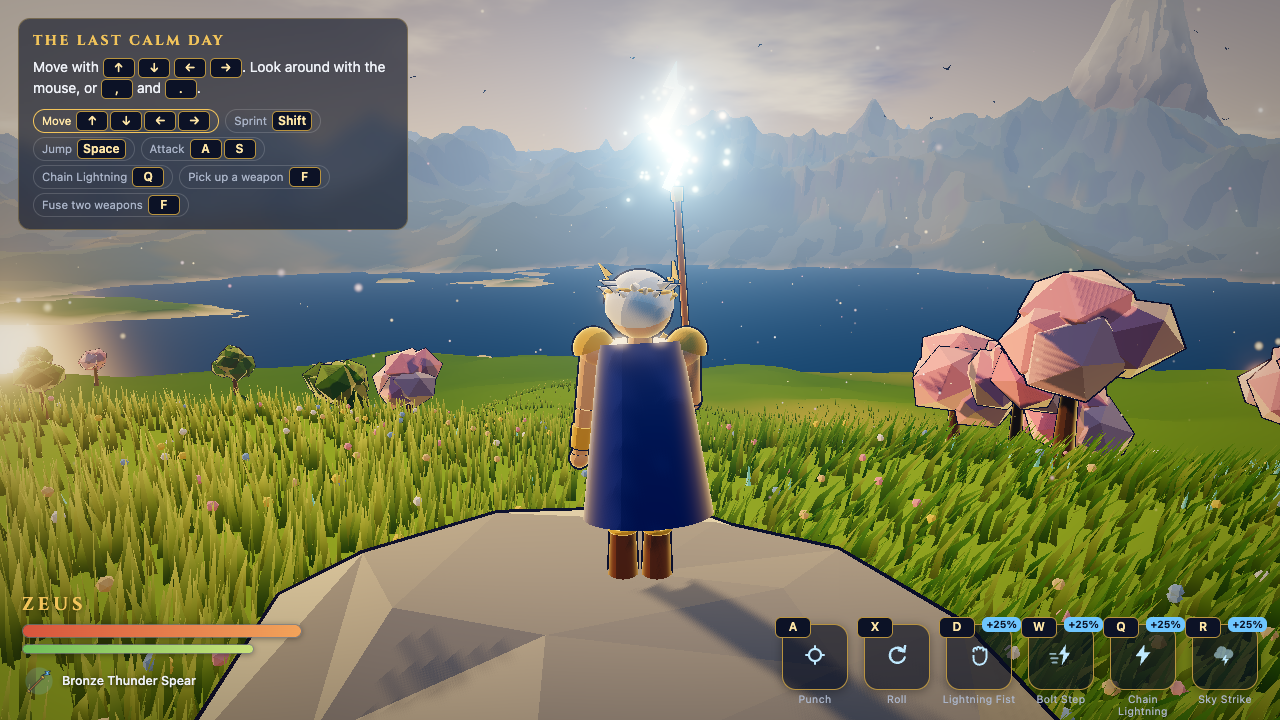 THE LAST CALM DAY
Move with ↑ ↓ ← →. Look around with the
mouse, or , and . .
Move ↑ ↓ ← → Sprint Shift
Jump Space Attack A S
Chain Lightning Q Pick up a weapon F
Fuse two weapons F
ZEUS
Bronze Thunder Spear
A X D +25% W +25% Q +25% R +25%
Punch Roll Lightning Fist Bolt Step Chain Lightning Sky Strike